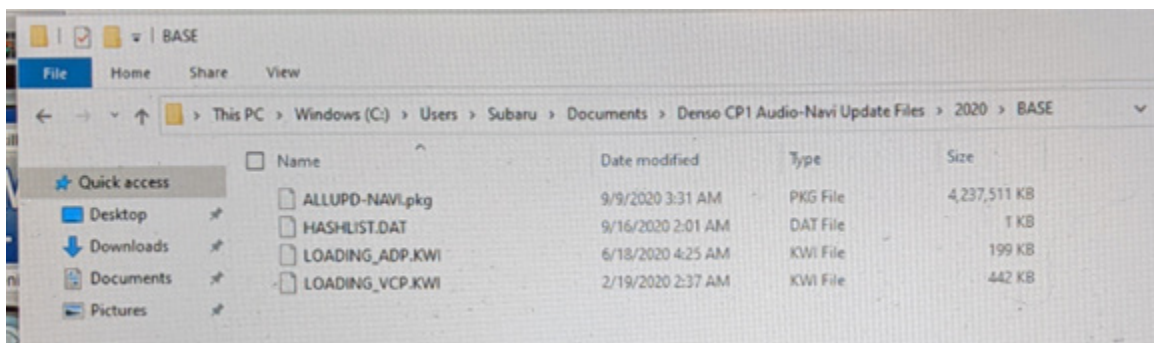 BASE
File Home Share View
This PC > Windows (C:) > Users > Subaru > Documents > Denso CP1 Audio-Navi Update Files > 2020 > BASE
Name Date modified Type Size
Quick access
Desktop
Downloads
Documents
Pictures
ALLUPD-NAVI.pkg 9/9/2020 3:31 AM PKG File 4,237,511 KB
HASHLIST.DAT 9/16/2020 2:01 AM DAT File 1 KB
LOADING_ADP.KWI 6/18/2020 4:25 AM KWI File 199 KB
LOADING_VCP.KWI 2/19/2020 2:37 AM KWI File 442 KB